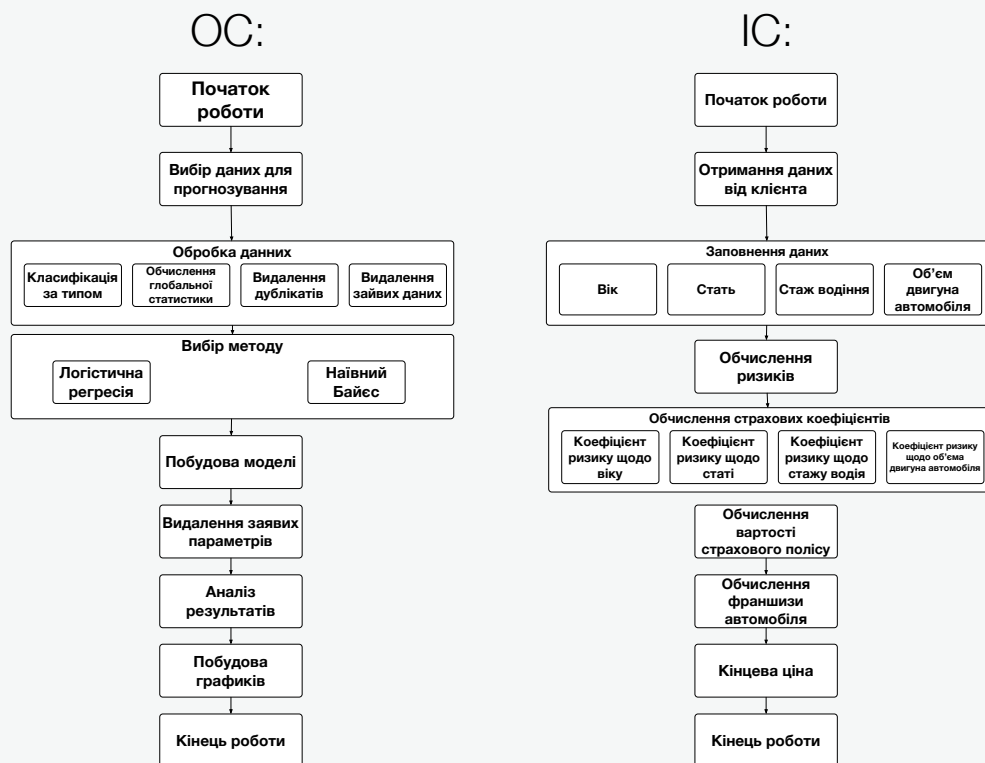 ОС:
Початок
роботи
Вибір даних для
прогнозування
Обробка данних
Класифікація
за типом
Обчислення
глобальної
статистики
Видалення
дублікатів
Видалення
зайвих даних
Вибір методу
Логістична
регресія
Наївний
Байєс
Побудова моделі
Видалення заявих
параметрів
Аналіз
результатів
Побудова
графиків
Кінець роботи
ІС:
Початок роботи
Отримання даних
від клієнта
Заповнення даних
Вік
Стать
Стаж водіння
Об'єм
двигуна
автомобіля
Обчислення
ризиків
Обчислення страхових коефіцієнтів
Коефіцієнт
ризику щодо
віку
Коефіцієнт
ризику щодо
статі
Коефіцієнт
ризику щодо
стажу водія
Коефіцієнт ризику
щодо об'єма
двигуна автомобіля
Обчислення
вартості
страхового полісу
Обчислення
франшизи
автомобіля
Кінцева ціна
Кінець роботи